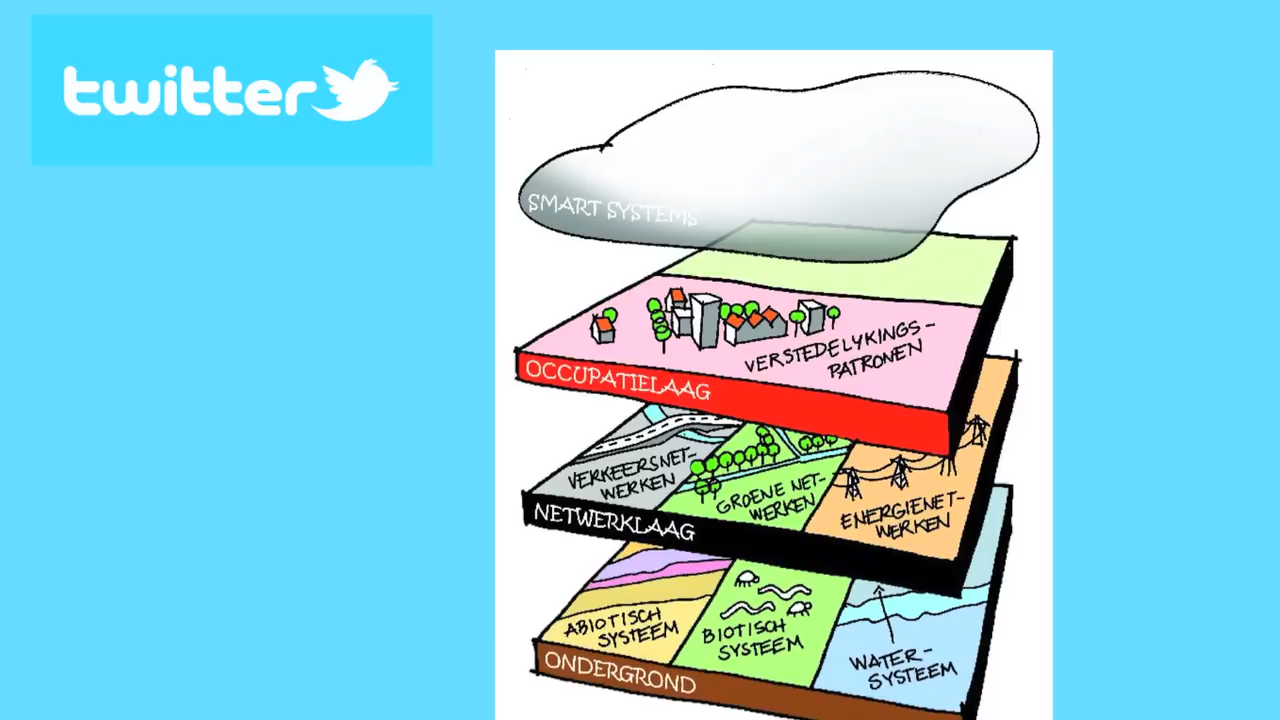 twitter
SMART SYSTEMS
VERSTEDELYKINGS-
PATRONEN
OCCUPATIELAAG
VERKEERSNET-
WERKEN
GROENE NET-
WERKEN
ENERGIENET-
WERKEN
NETWERKLAAG
ABIOTISCH
SYSTEEM
BIOTISCH
SYSTEEM
WATER-
SYSTEEM
ONDERGROND